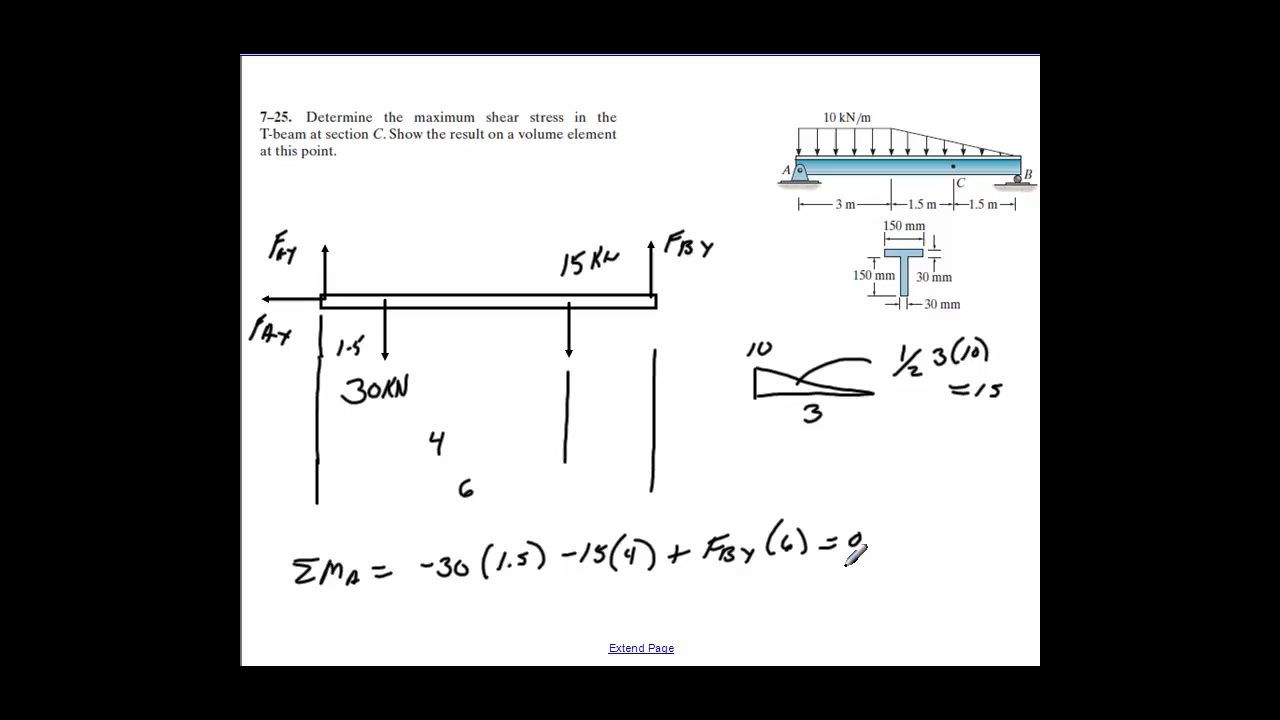 7–25. Determine the maximum shear stress in the
T-beam at section C. Show the result on a volume element
at this point.
10 kN/m
A
B
C
3 m
1.5 m
1.5 m
150 mm
150 mm
30 mm
30 mm
FAY
15 KN
FBY
FAX
1.5
30KN
4
6
10
3
1/2 3(10)
=15
ΣMA = -30(1.5) -15(4) + FBY(6) = 0
Extend Page